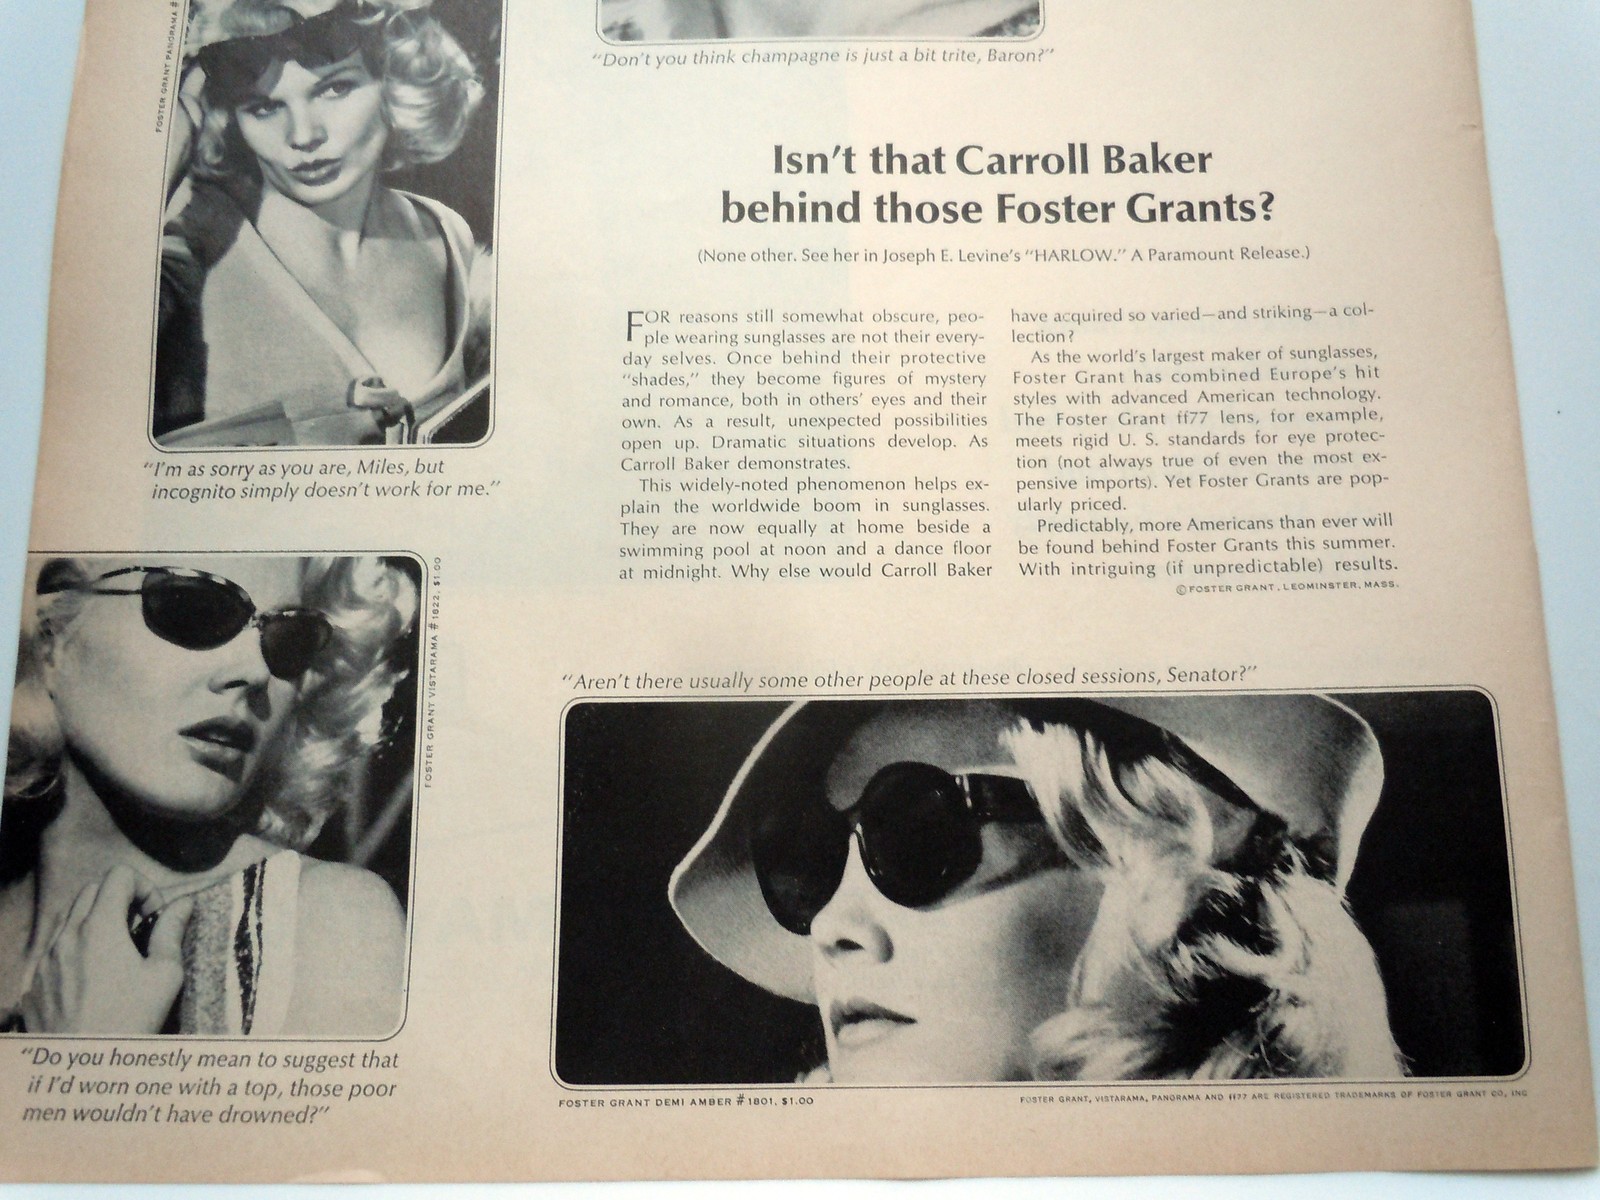 FOSTER GRANT PANORAMA #
"Don't you think champagne is just a bit trite, Baron?"
Isn't that Carroll Baker
behind those Foster Grants?
(None other. See her in Joseph E. Levine's "HARLOW." A Paramount Release.)
FOR reasons still somewhat obscure, peo-
ple wearing sunglasses are not their every-
day selves. Once behind their protective
"shades," they become figures of mystery
and romance, both in others' eyes and their
own. As a result, unexpected possibilities
open up. Dramatic situations develop. As
Carroll Baker demonstrates.
This widely-noted phenomenon helps ex-
plain the worldwide boom in sunglasses.
They are now equally at home beside a
swimming pool at noon and a dance floor
at midnight. Why else would Carroll Baker
have acquired so varied—and striking—a col-
lection?
As the world's largest maker of sunglasses,
Foster Grant has combined Europe's hit
styles with advanced American technology.
The Foster Grant ff77 lens, for example,
meets rigid U. S. standards for eye protec-
tion (not always true of even the most ex-
pensive imports). Yet Foster Grants are pop-
ularly priced.
Predictably, more Americans than ever will
be found behind Foster Grants this summer.
With intriguing (if unpredictable) results.
© FOSTER GRANT, LEOMINSTER, MASS.
"I'm as sorry as you are, Miles, but
incognito simply doesn't work for me."
FOSTER GRANT VISTARAMA #1622, $1.00
"Do you honestly mean to suggest that
if I'd worn one with a top, those poor
men wouldn't have drowned?"
"Aren't there usually some other people at these closed sessions, Senator?"
FOSTER GRANT DEMI AMBER #1801, $1.00
FOSTER GRANT, VISTARAMA, PANORAMA AND ff77 ARE REGISTERED TRADEMARKS OF FOSTER GRANT CO, INC